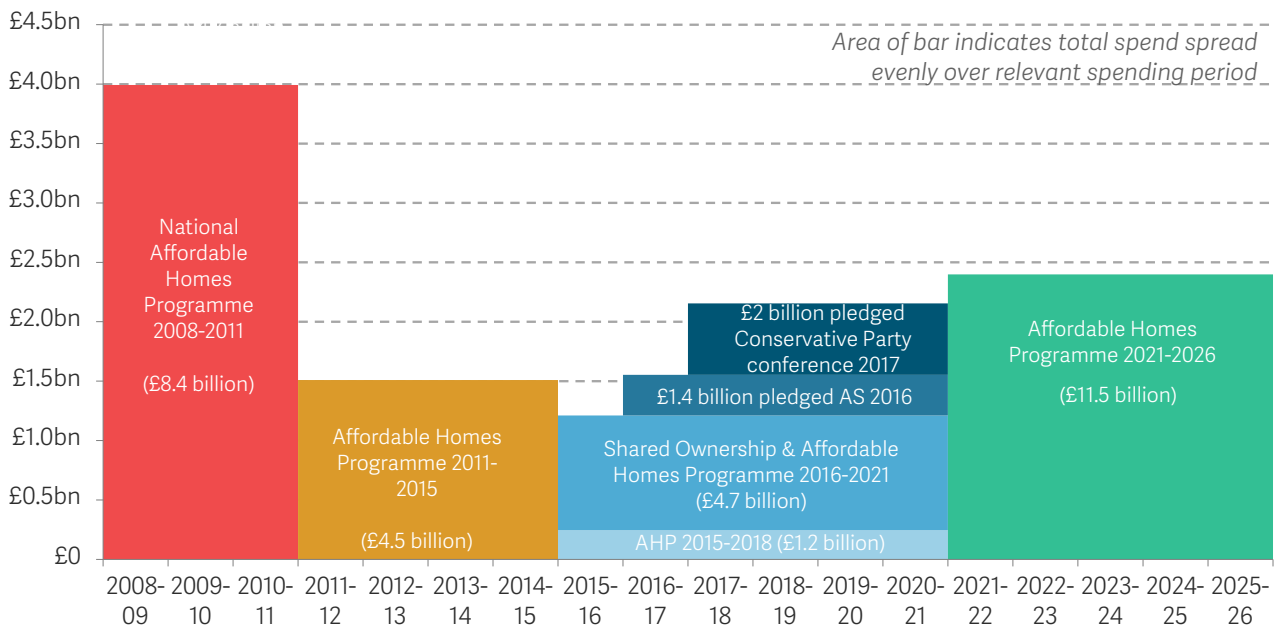 £4.5bn
£4.0bn
£3.5bn
£3.0bn
£2.5bn
£2.0bn
£1.5bn
£1.0bn
£0.5bn
£0
Area of bar indicates total spend spread
evenly over relevant spending period
National
Affordable
Homes
Programme
2008-2011
(£8.4 billion)
Affordable Homes
Programme 2011-
2015
(£4.5 billion)
£2 billion pledged
Conservative Party
conference 2017
£1.4 billion pledged AS 2016
Shared Ownership & Affordable
Homes Programme 2016-2021
(£4.7 billion)
AHP 2015-2018 (£1.2 billion)
Affordable Homes
Programme 2021-2026
(£11.5 billion)
2008-
09
2009-
10
2010-
11
2011-
12
2012-
13
2013-
14
2014-
15
2015-
16
2016-
17
2017-
18
2018-
19
2019-
20
2020-
21
2021-
22
2022-
23
2023-
24
2024-
25
2025-
26